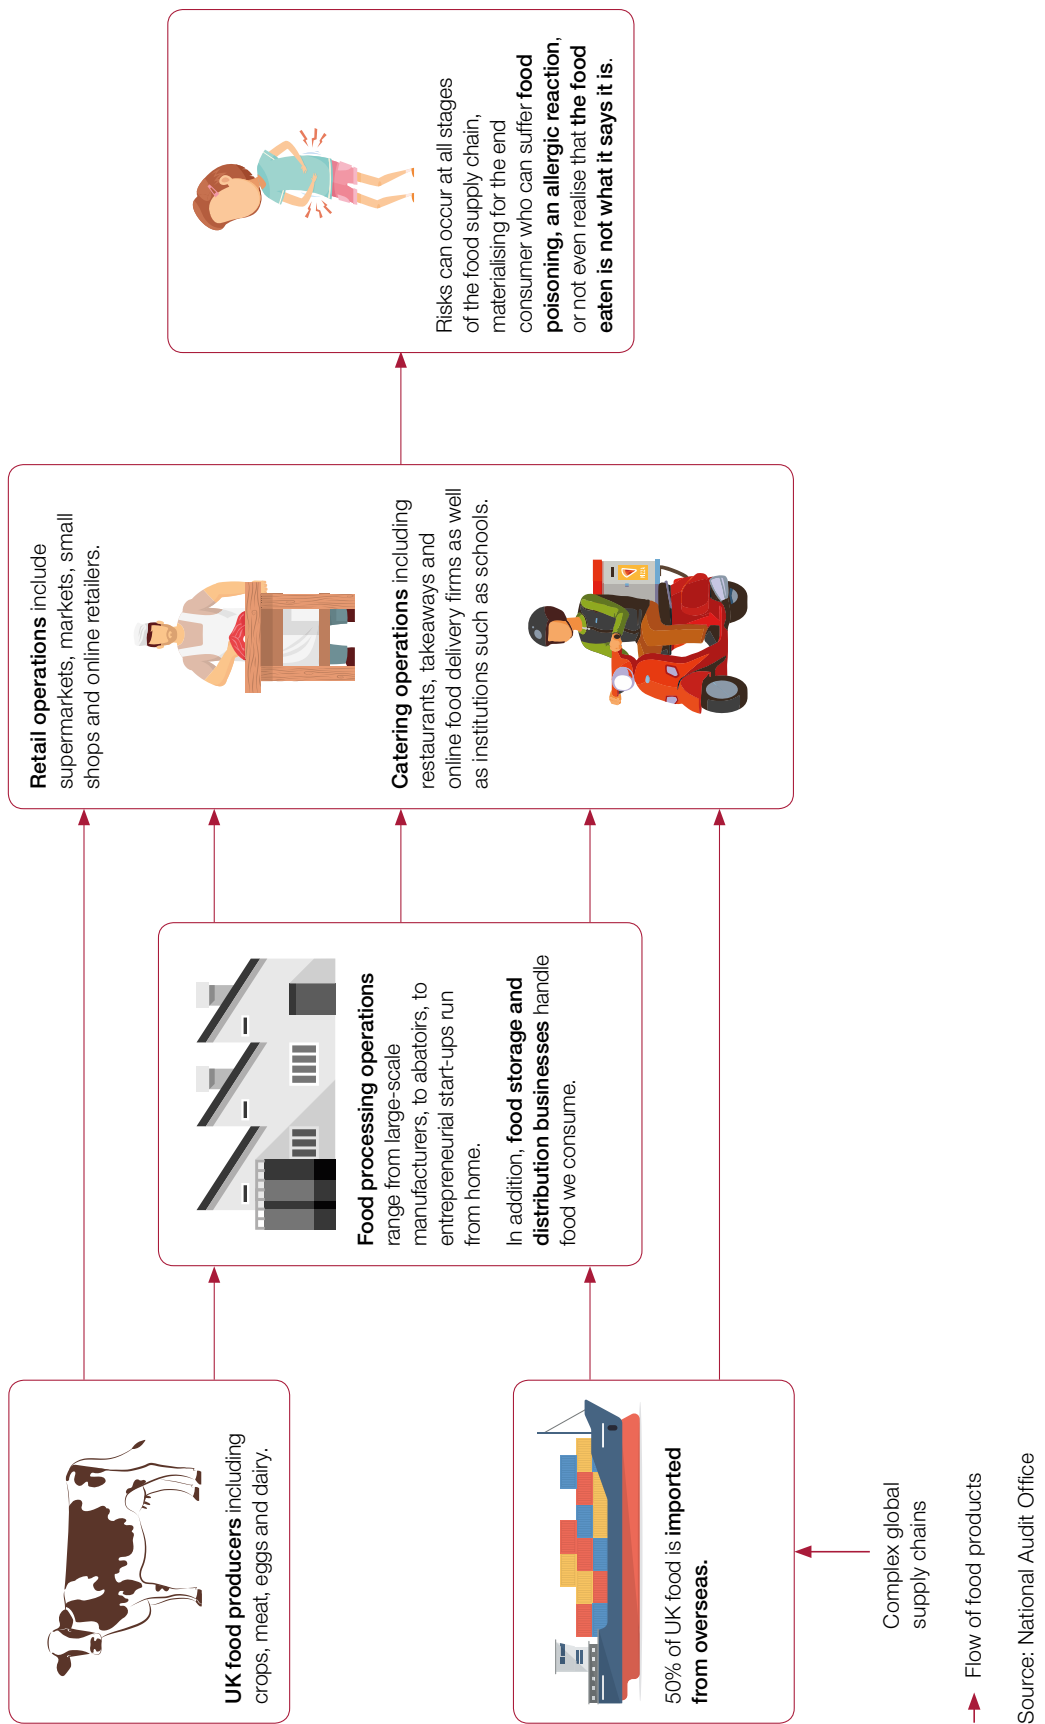 UK food producers including
crops, meat, eggs and dairy.
50% of UK food is imported
from overseas.
Complex global
supply chains
Food processing operations
range from large-scale
manufacturers, to abatoirs, to
entrepreneurial start-ups run
from home.
In addition, food storage and
distribution businesses handle
food we consume.
Retail operations include
supermarkets, markets, small
shops and online retailers.
Catering operations including
restaurants, takeaways and
online food delivery firms as well
as institutions such as schools.
Risks can occur at all stages
of the food supply chain,
materialising for the end
consumer who can suffer food
poisoning, an allergic reaction,
or not even realise that the food
eaten is not what it says it is.
Flow of food products
Source: National Audit Office